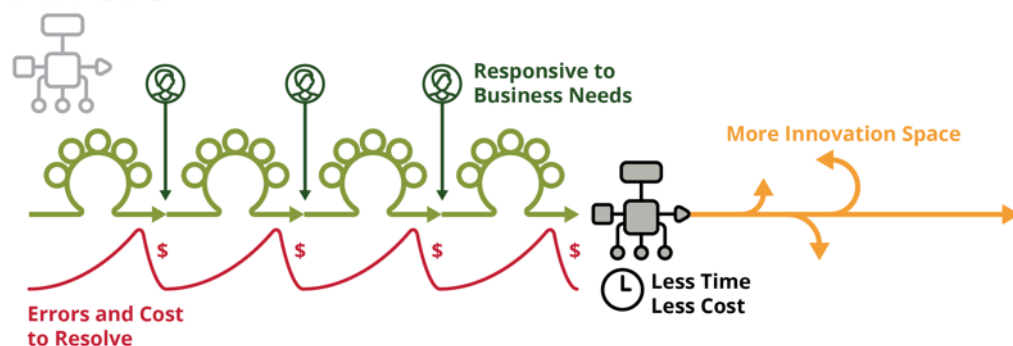 Responsive to
Business Needs
More Innovation Space
$
$
$
$
Errors and Cost
to Resolve
Less Time
Less Cost